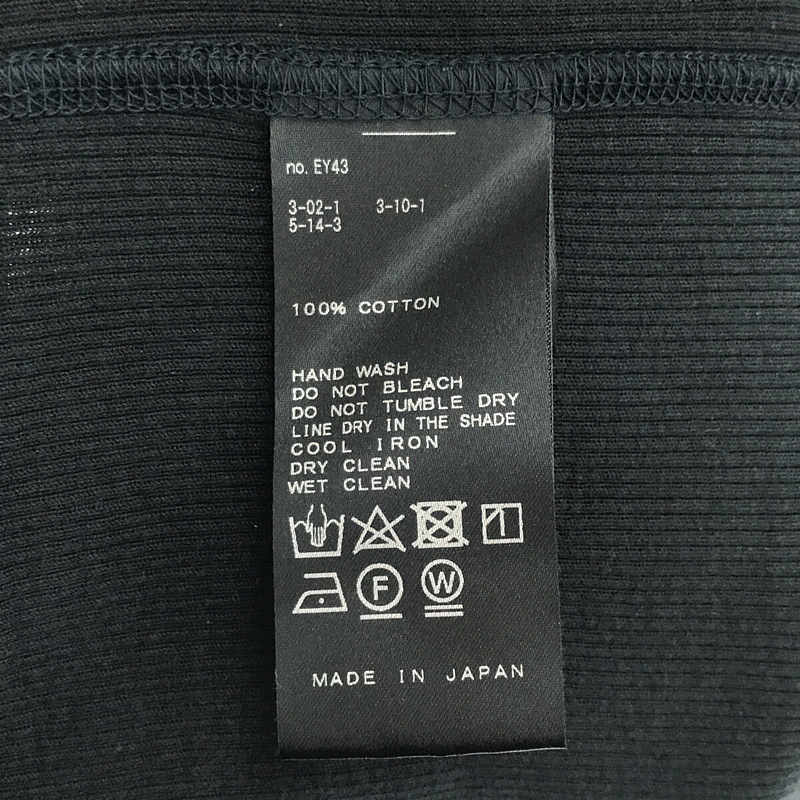 no. EY43
3-02-1 3-10-1
5-14-3
100% COTTON
HAND WASH
DO NOT BLEACH
DO NOT TUMBLE DRY
LINE DRY IN THE SHADE
COOL IRON
DRY CLEAN
WET CLEAN
F W
MADE IN JAPAN